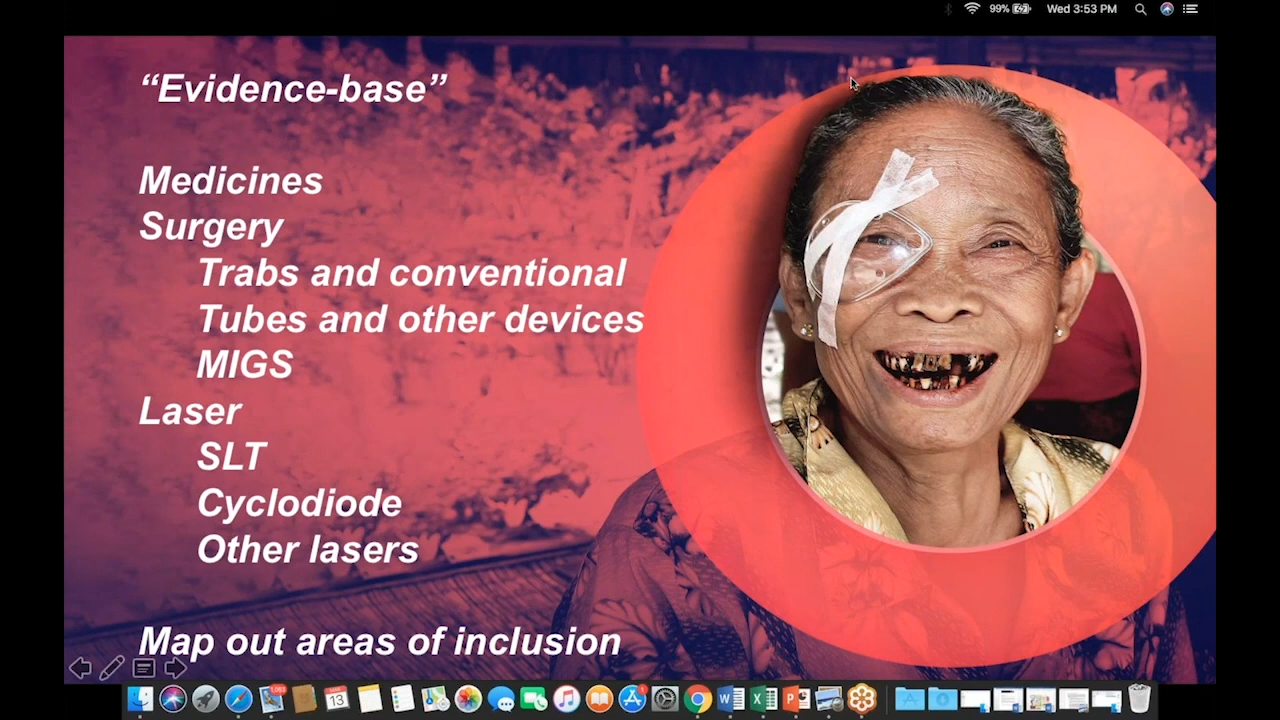 99%
Wed 3:53 PM
“Evidence-base”
Medicines
Surgery
Trabs and conventional
Tubes and other devices
MIGS
Laser
SLT
Cyclodiode
Other lasers
Map out areas of inclusion
13
W
X
P